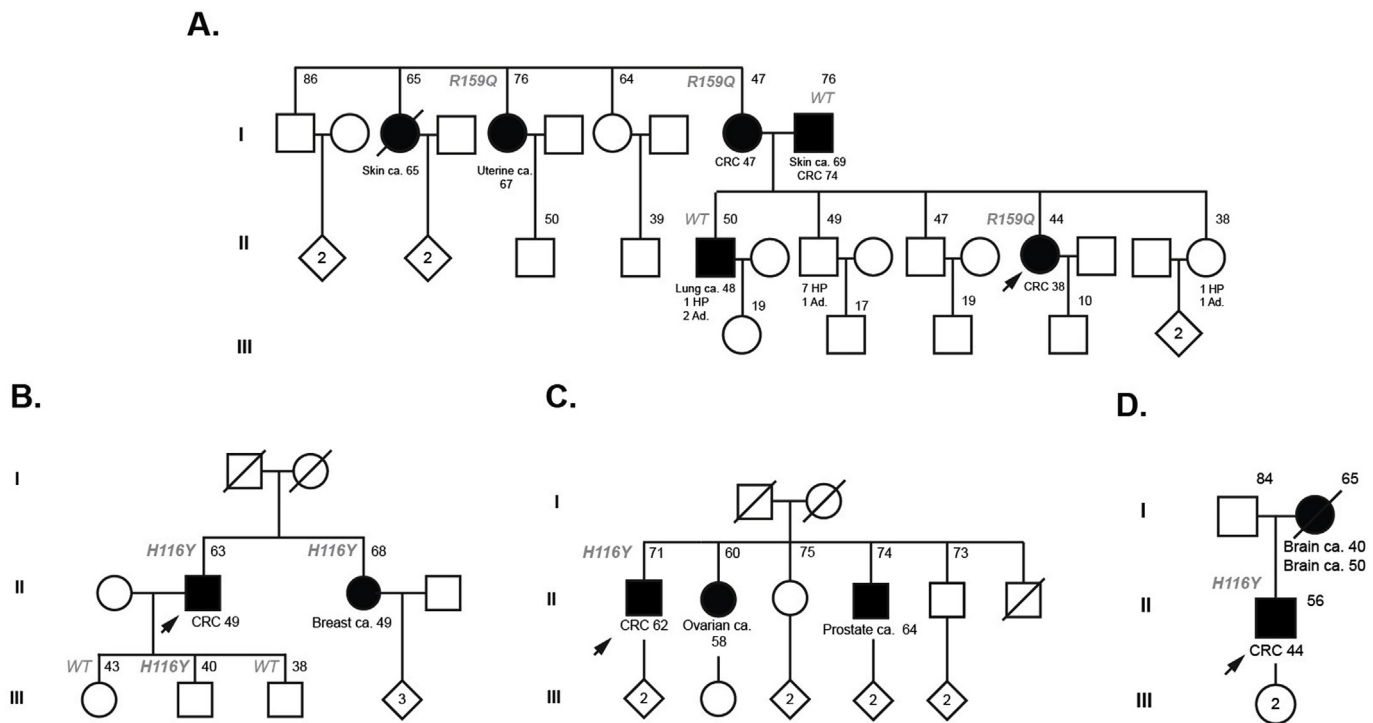 A.
86 65 R159Q 76 64 R159Q 47 76
WT
I
Skin ca. 65
Uterine ca.
67
CRC 47
Skin ca. 69
CRC 74
50 39 WT 50 49 47 R159Q 44 38
II
2 2
Lung ca. 48
1 HP
2 Ad.
7 HP
1 Ad.
CRC 38
1 HP
1 Ad.
19 17 19 10
2
III
B.
I
H116Y 63 H116Y 68
II
CRC 49
Breast ca. 49
WT 43 H116Y 40 WT 38
III
3
C.
I
H116Y 71 60 75 74 73
II
CRC 62
Ovarian ca.
58
Prostate ca. 64
III
2 2 2 2
D.
84 65
I
Brain ca. 40
Brain ca. 50
H116Y
II
56
CRC 44
III
2